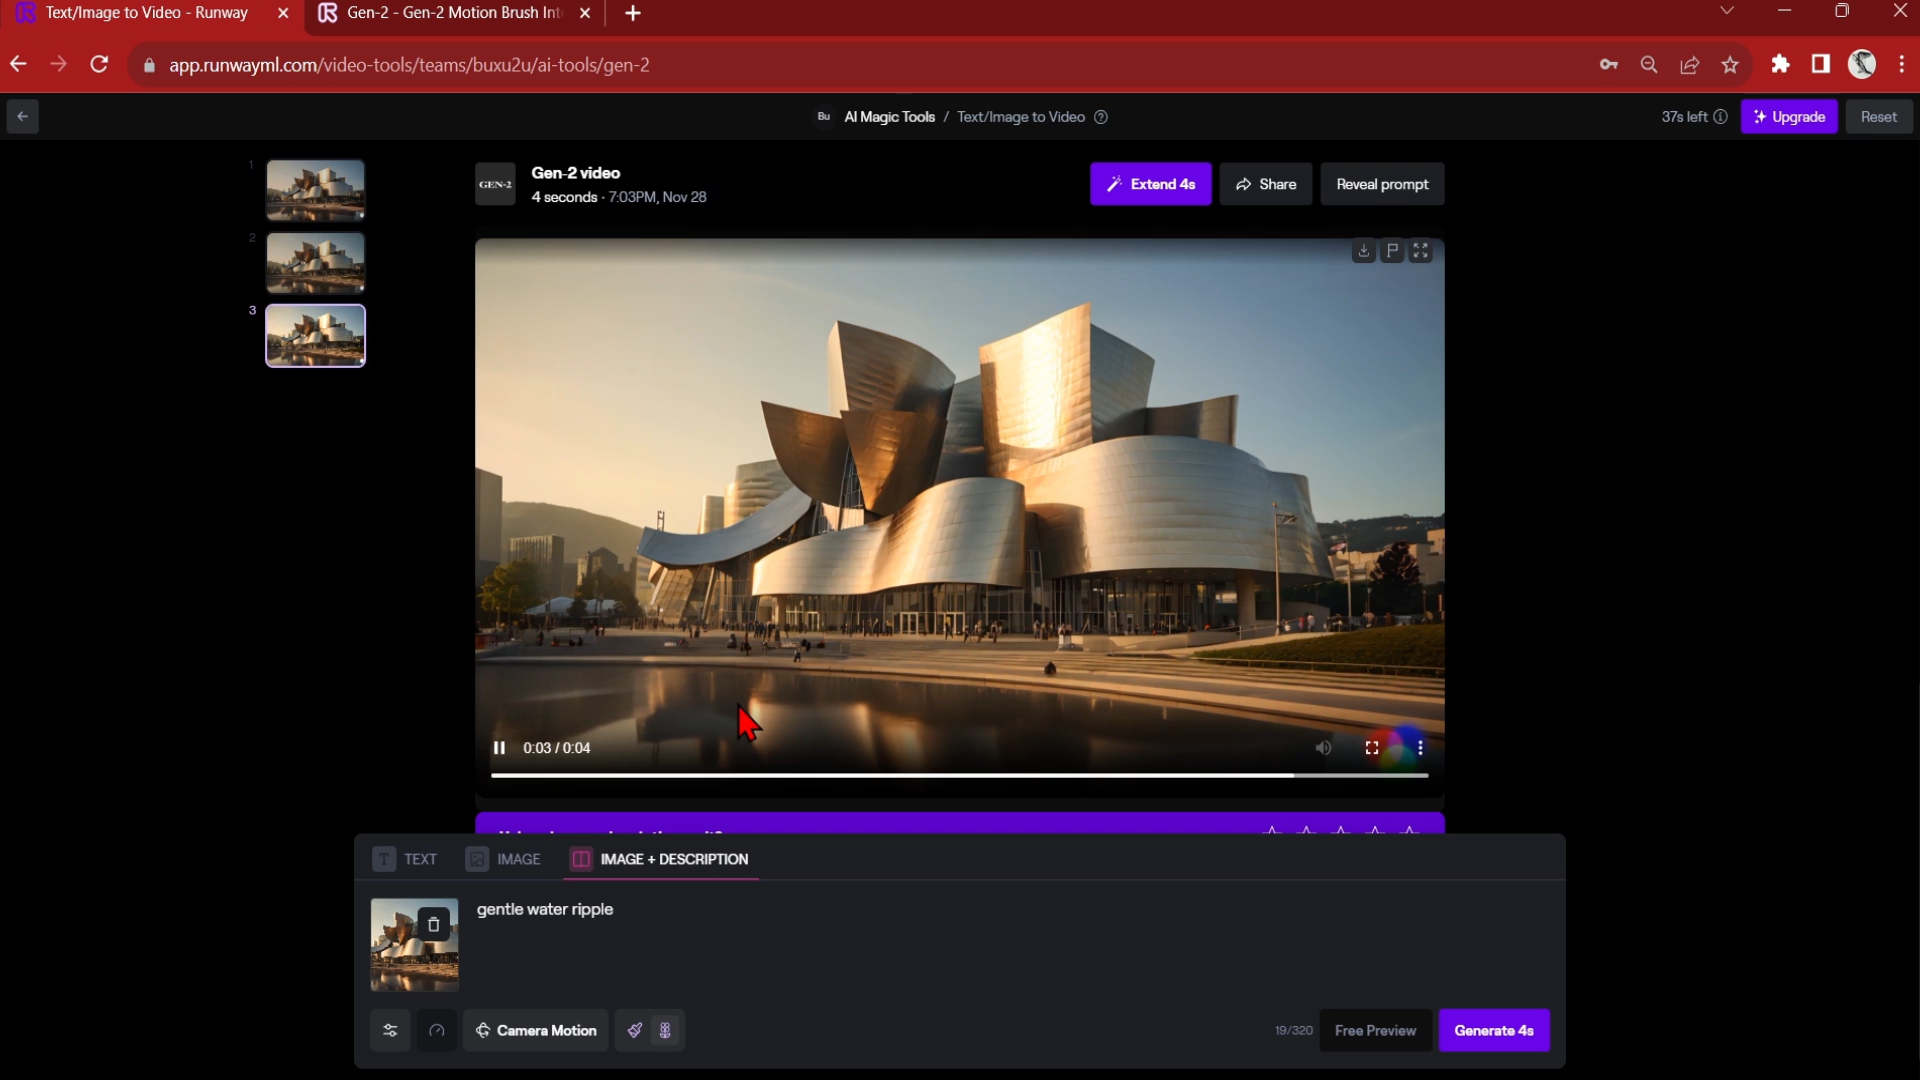 Text/Image to Video - Runway
Gen-2 - Gen-2 Motion Brush Int
app.runwayml.com/video-tools/teams/buxu2u/ai-tools/gen-2
Bu AI Magic Tools / Text/Image to Video
37s left
Upgrade
Reset
1
2
3
GEN-2
Gen-2 video
4 seconds · 7:03PM, Nov 28
Extend 4s
Share
Reveal prompt
0:03 / 0:04
TEXT
IMAGE
IMAGE + DESCRIPTION
gentle water ripple
Camera Motion
19/320
Free Preview
Generate 4s